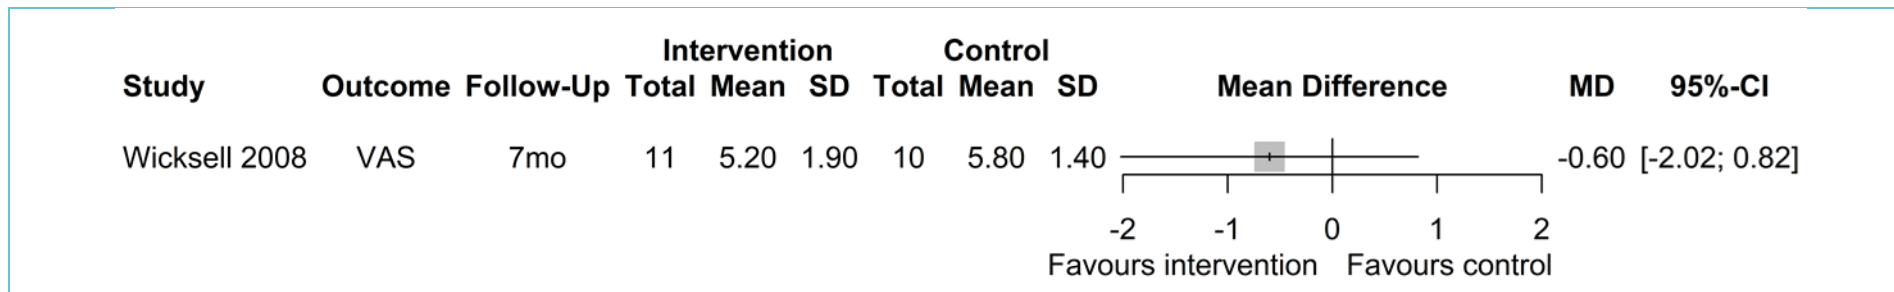 Intervention Control
Study Outcome Follow-Up Total Mean SD Total Mean SD Mean Difference MD 95%-CI
Wicksell 2008 VAS 7mo 11 5.20 1.90 10 5.80 1.40 -0.60 [-2.02; 0.82]
-2 -1 0 1 2
Favours intervention Favours control